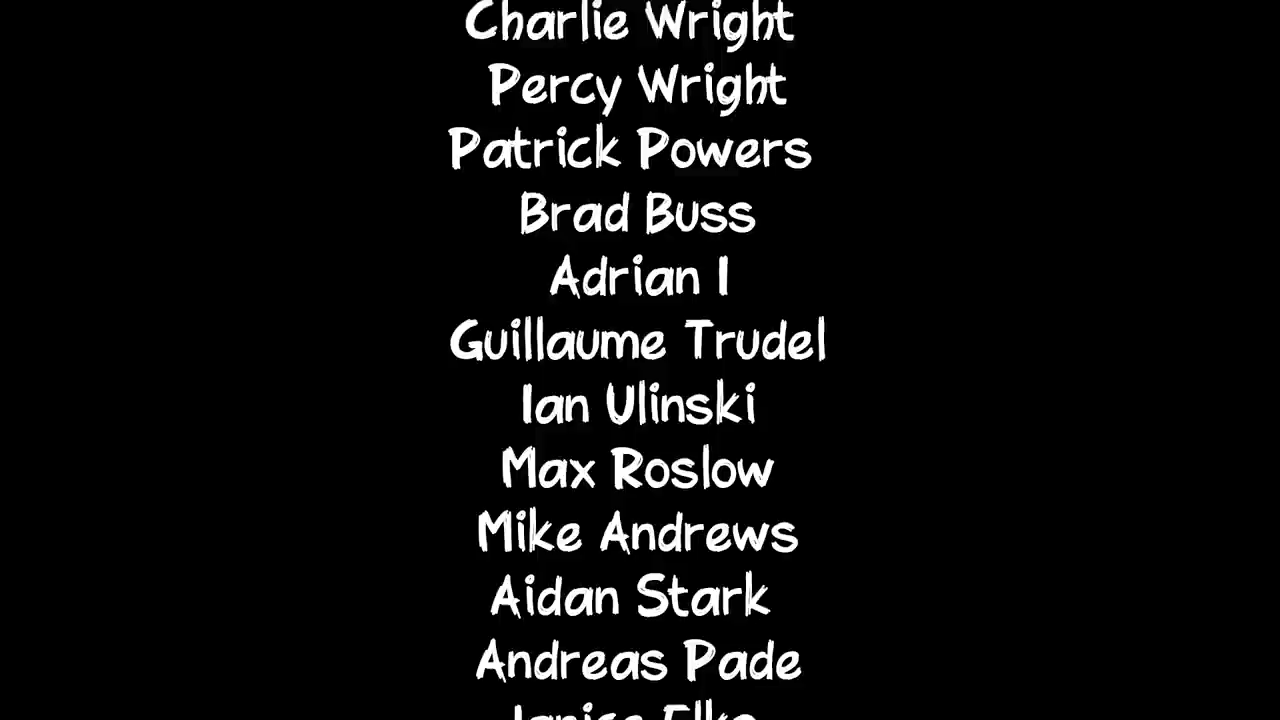 Charlie Wright
Percy Wright
Patrick Powers
Brad Buss
Adrian I
Guillaume Trudel
Ian Ulinski
Max Roslow
Mike Andrews
Aidan Stark
Andreas Pade